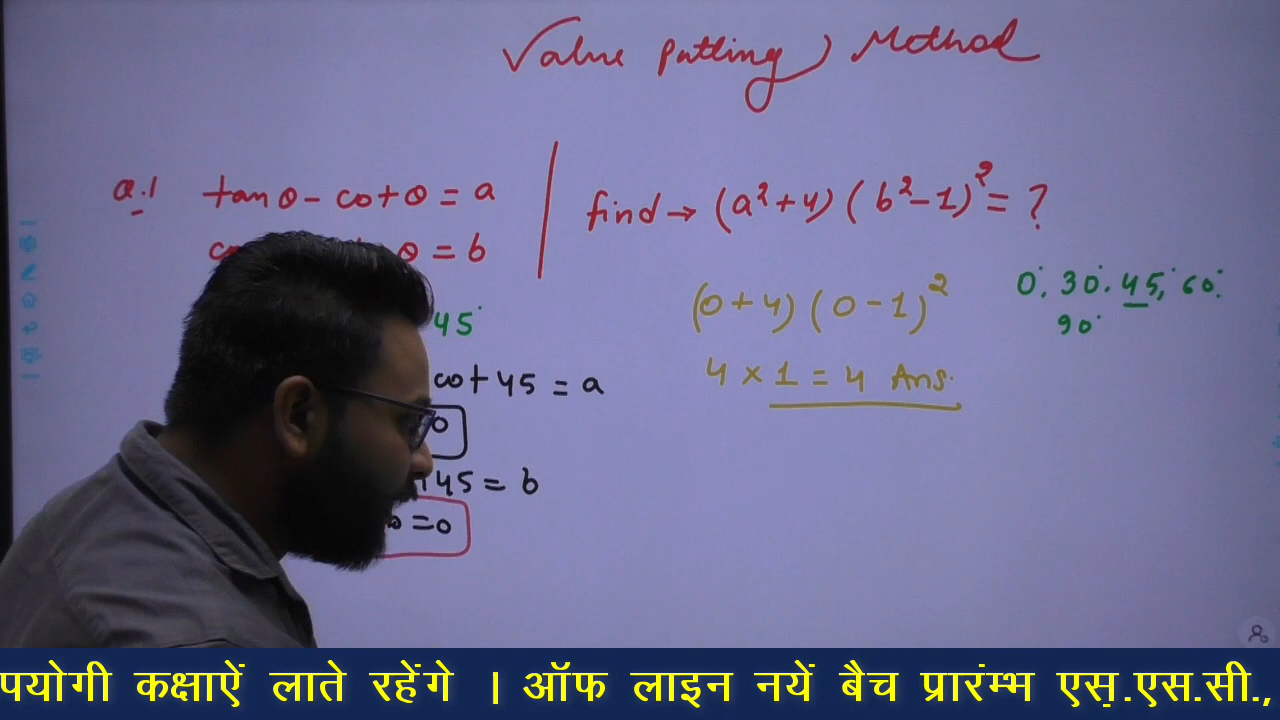 Value putting Method
Q.1 tanθ - cotθ = a
θ = b
find → (a²+4) (b²-1)² = ?
45°
cot 45 = a
0
45 = b
= 0
(0+4) (0-1)²
4 × 1 = 4 Ans.
0°, 30°, 45°, 60°,
90°
पयोगी कक्षाऐं लाते रहेंगे । ऑफ लाइन नयें बैच प्रारंम्भ एस.एस.सी.,